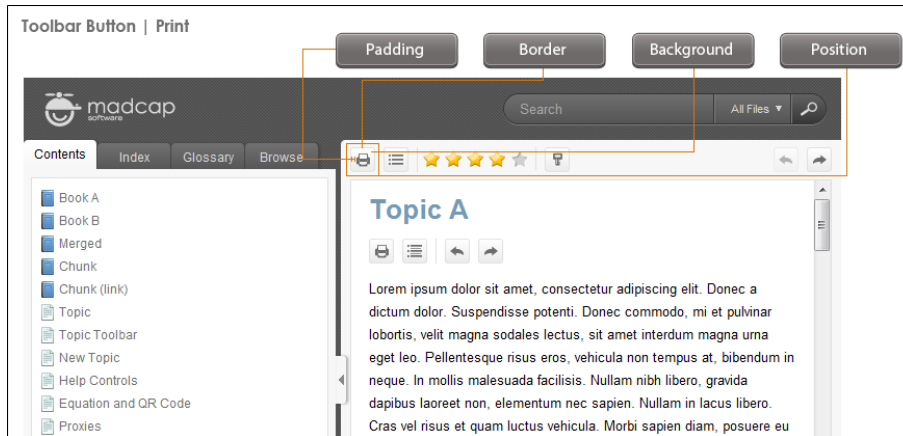 Toolbar Button | Print
Padding
Border
Background
Position
madcap
software
Search
All Files
Contents
Index
Glossary
Browse
Book A
Book B
Merged
Chunk
Chunk (link)
Topic
Topic Toolbar
New Topic
Help Controls
Equation and QR Code
Proxies
Topic A
Lorem ipsum dolor sit amet, consectetur adipiscing elit. Donec a
dictum dolor. Suspendisse potenti. Donec commodo, mi et pulvinar
lobortis, velit magna sodales lectus, sit amet interdum magna urna
eget leo. Pellentesque risus eros, vehicula non tempus at, bibendum in
neque. In mollis malesuada facilisis. Nullam nibh libero, gravida
dapibus laoreet non, elementum nec sapien. Nullam in lacus libero.
Cras vel risus et quam luctus vehicula. Morbi sapien diam, posuere eu